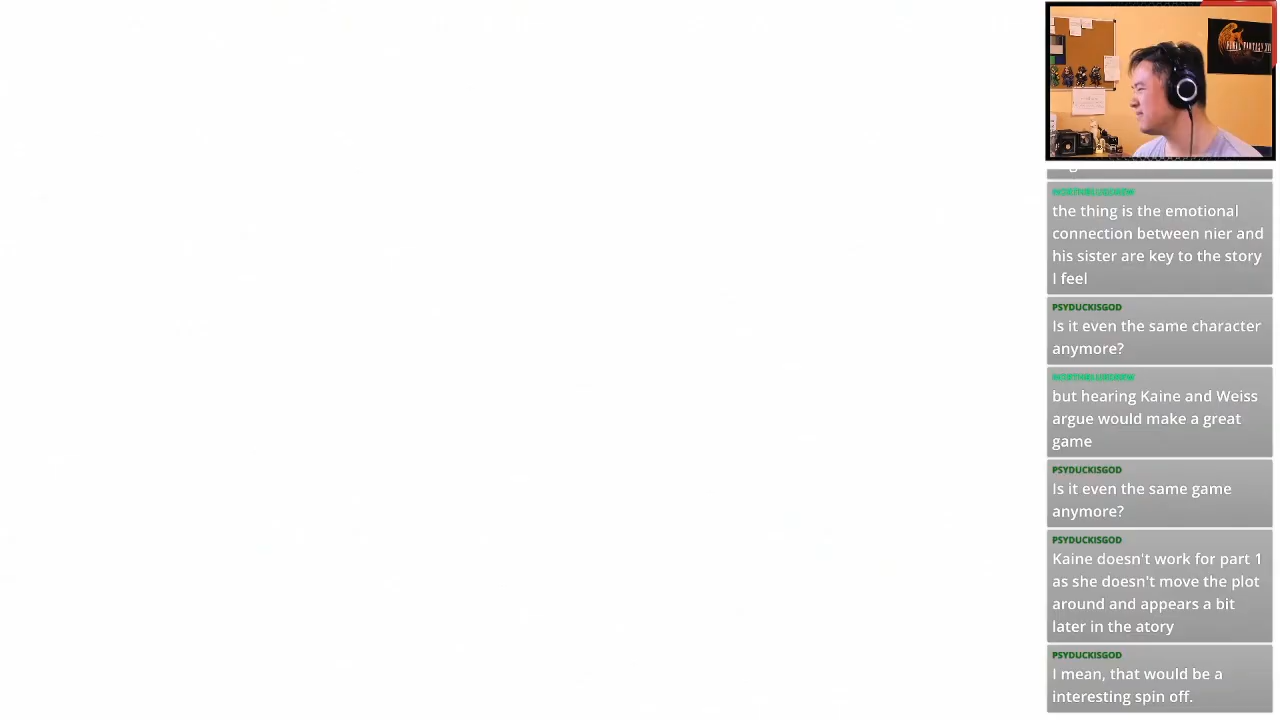 FINAL FANTASY XVI
the thing is the emotional
connection between nier and
his sister are key to the story
I feel
PSYDUCKISGOD
Is it even the same character
anymore?
but hearing Kaine and Weiss
argue would make a great
game
PSYDUCKISGOD
Is it even the same game
anymore?
PSYDUCKISGOD
Kaine doesn't work for part 1
as she doesn't move the plot
around and appears a bit
later in the atory
PSYDUCKISGOD
I mean, that would be a
interesting spin off.